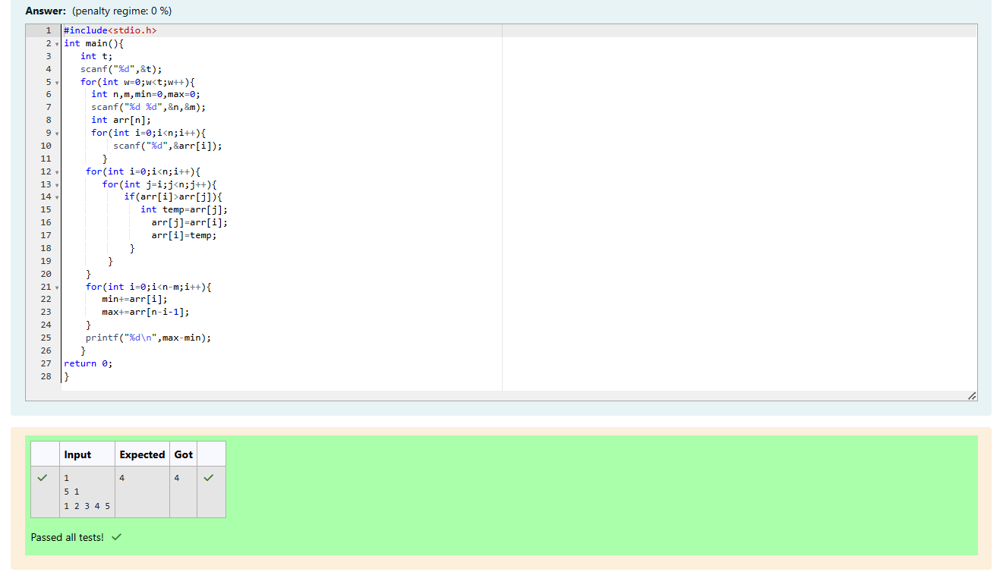 Answer: (penalty regime: 0 %)
1 #include<stdio.h>
2 int main(){
3 int t;
4 scanf("%d",&t);
5 for(int w=0;w<t;w++){
6 int n,m,min=0,max=0;
7 scanf("%d %d",&n,&m);
8 int arr[n];
9 for(int i=0;i<n;i++){
10 scanf("%d",&arr[i]);
11 }
12 for(int i=0;i<n;i++){
13 for(int j=i;j<n;j++){
14 if(arr[i]>arr[j]){
15 int temp=arr[j];
16 arr[j]=arr[i];
17 arr[i]=temp;
18 }
19 }
20 }
21 for(int i=0;i<n-m;i++){
22 min+=arr[i];
23 max+=arr[n-i-1];
24 }
25 printf("%d\n",max-min);
26 }
27 return 0;
28 }
Input Expected Got
1 4 4
5 1
1 2 3 4 5
Passed all tests!